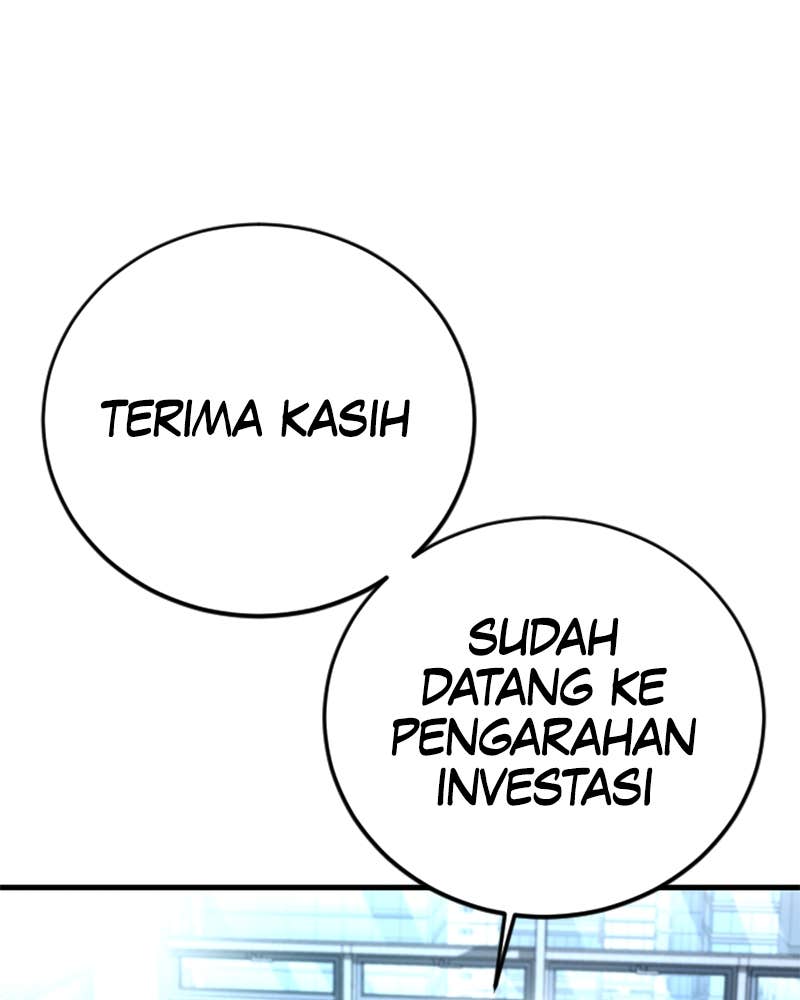 TERIMA KASIH
SUDAH
DATANG KE
PENGARAHAN
INVESTASI